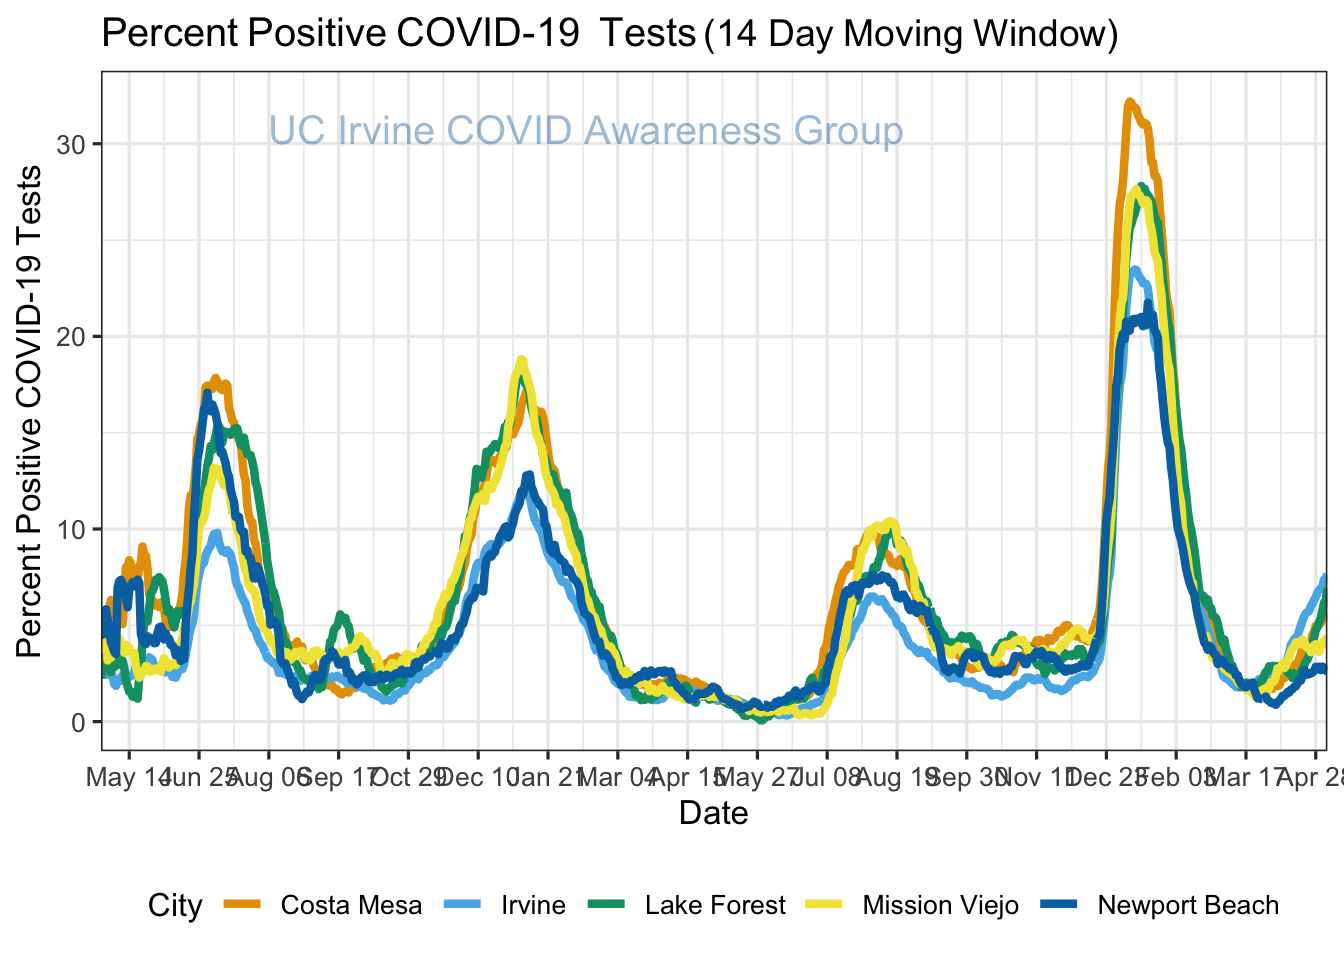 Percent Positive COVID-19 Tests (14 Day Moving Window)
UC Irvine COVID Awareness Group
Percent Positive COVID-19 Tests
30
20
10
0
May 14 Jun 25 Aug 06 Sep 17 Oct 29 Dec 10 Jan 21 Mar 04 Apr 15 May 27 Jul 08 Aug 19 Sep 30 Nov 11 Dec 23 Feb 03 Mar 17 Apr 28
Date
City Costa Mesa Irvine Lake Forest Mission Viejo Newport Beach